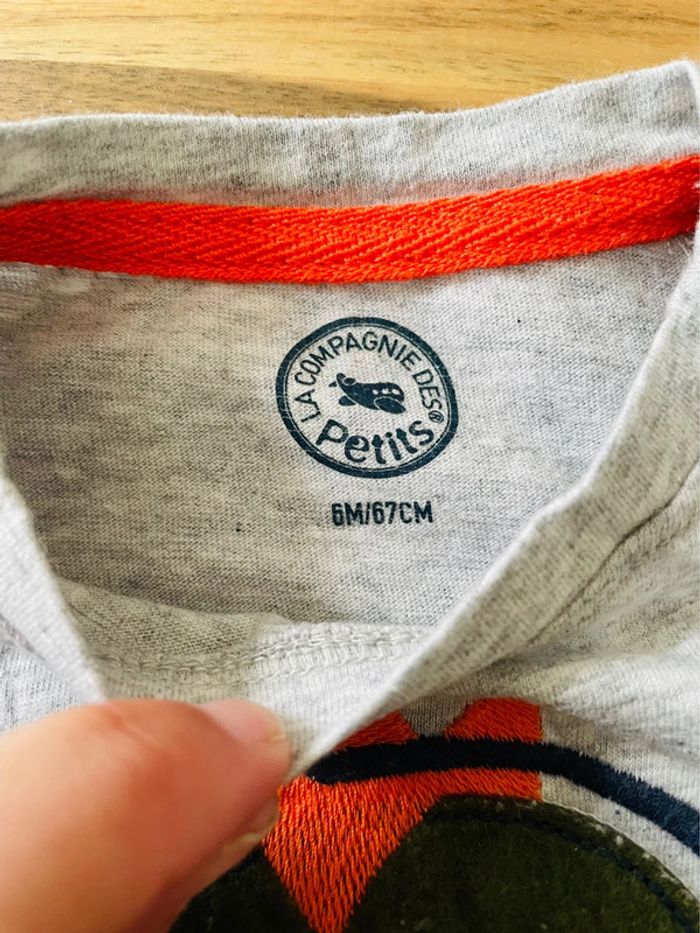 LA COMPAGNIE DES®
Petits
6M/67CM